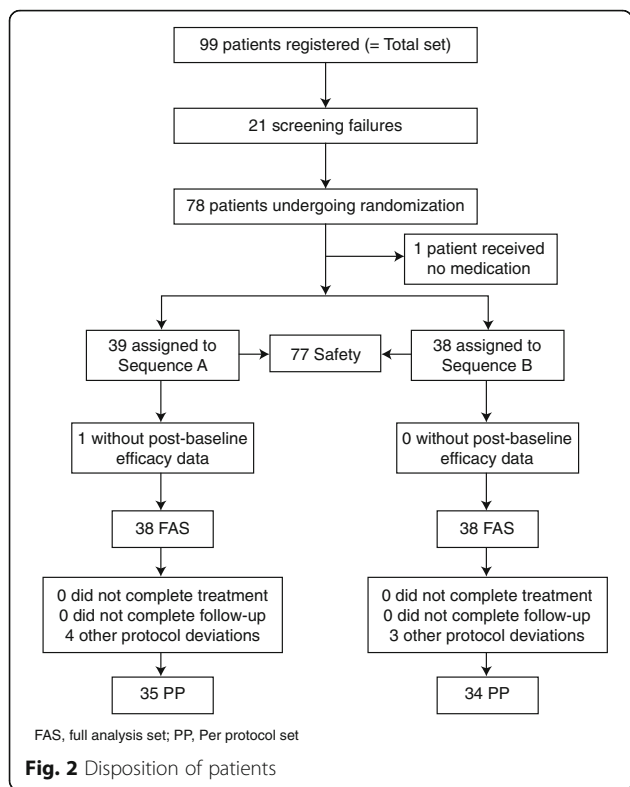 99 patients registered (= Total set)
21 screening failures
78 patients undergoing randomization
1 patient received
no medication
39 assigned to
Sequence A
77 Safety
38 assigned to
Sequence B
1 without post-baseline
efficacy data
0 without post-baseline
efficacy data
38 FAS
38 FAS
0 did not complete treatment
0 did not complete follow-up
4 other protocol deviations
0 did not complete treatment
0 did not complete follow-up
3 other protocol deviations
35 PP
34 PP
FAS, full analysis set; PP, Per protocol set
Fig. 2 Disposition of patients